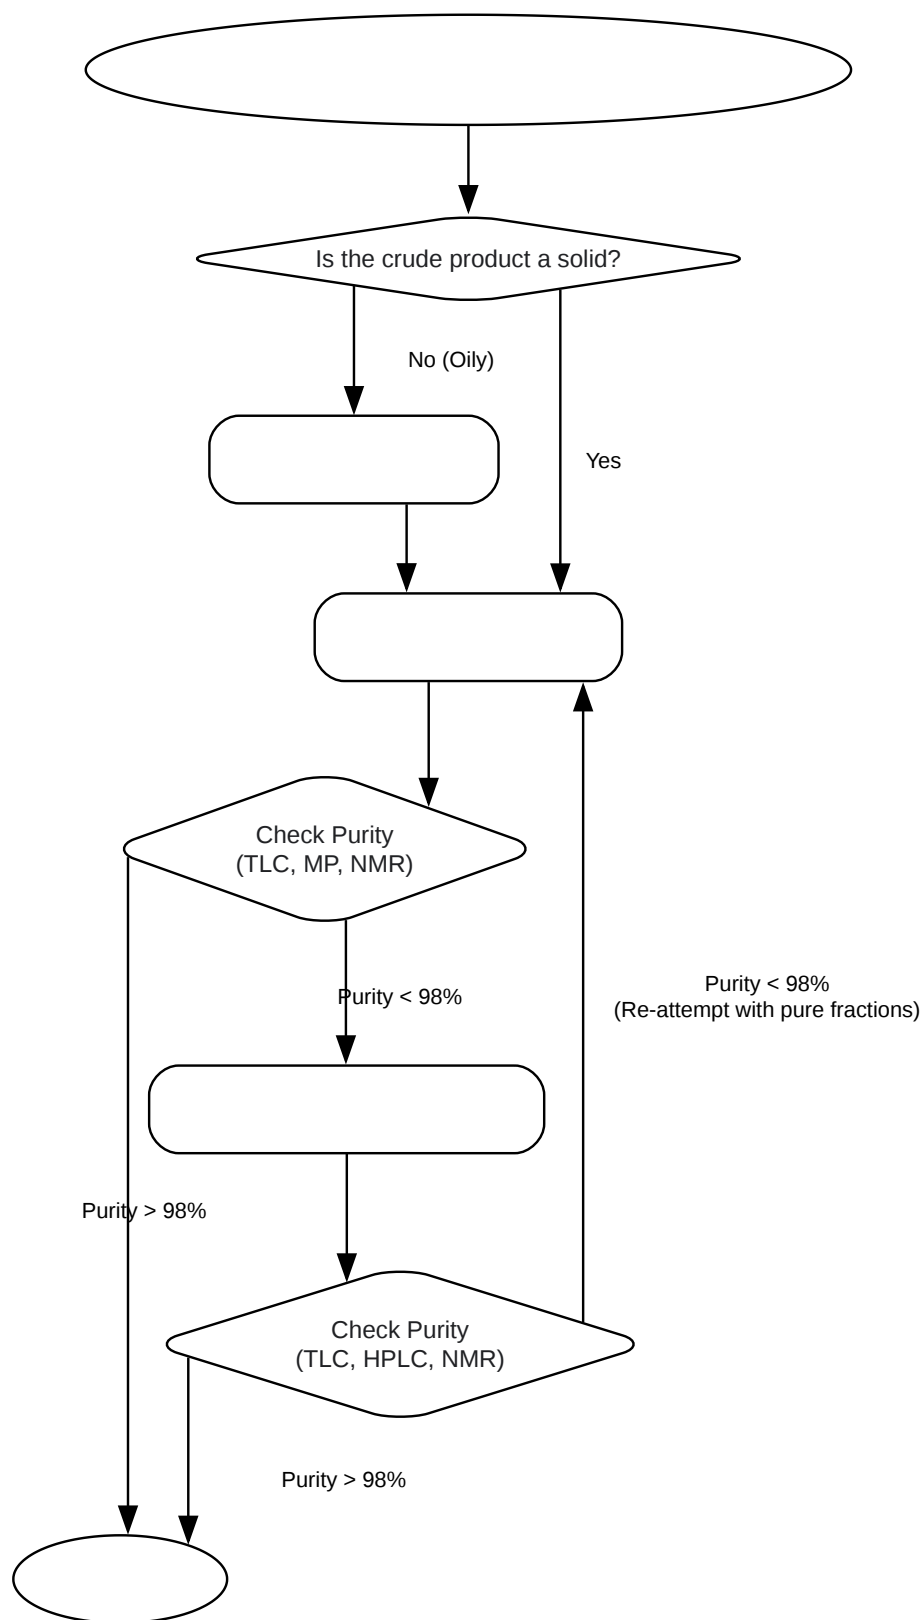 Is the crude product a solid?
No (Oily)
Yes
Check Purity
(TLC, MP, NMR)
Purity < 98%
(Re-attempt with pure fractions)
Purity < 98%
Purity > 98%
Check Purity
(TLC, HPLC, NMR)
Purity > 98%